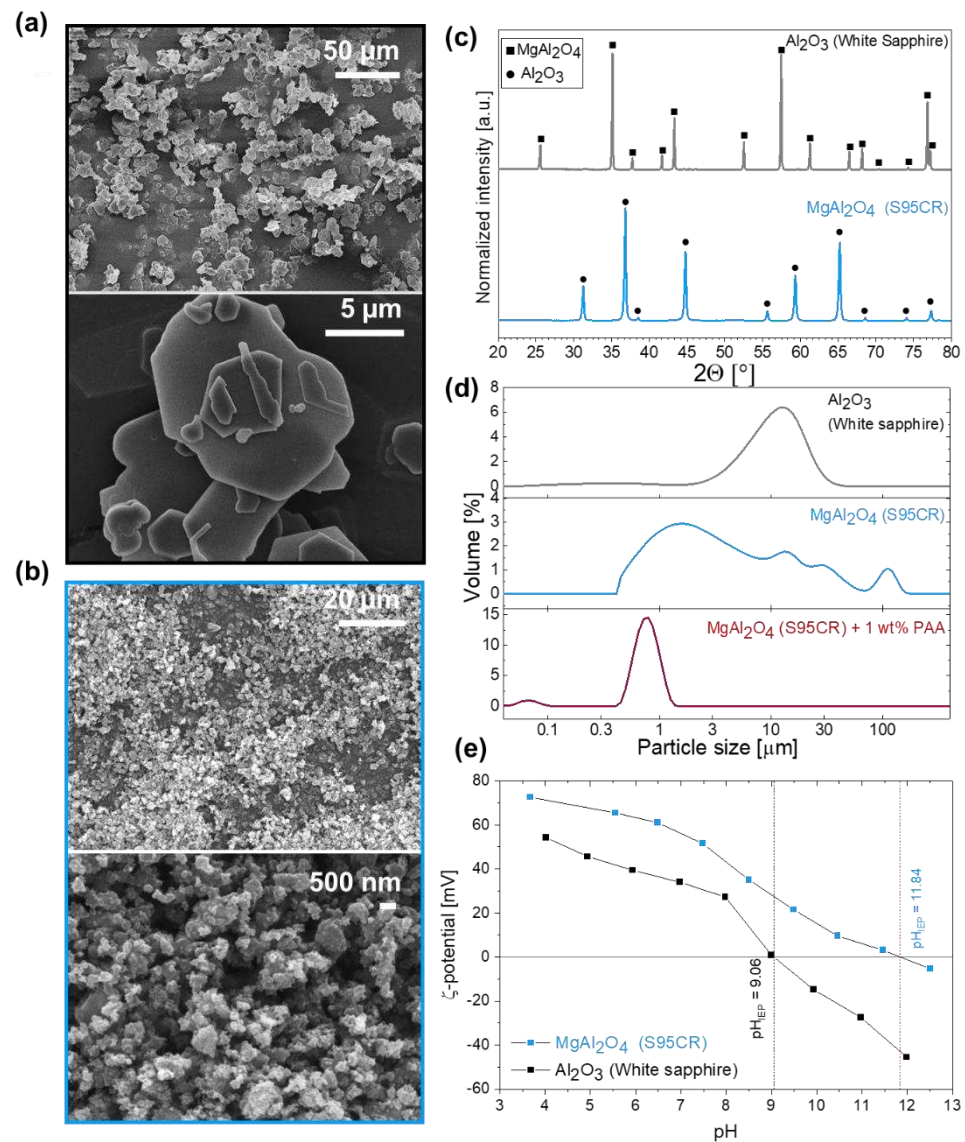 (a)
50 µm
5 µm
(b)
20 µm
500 nm
(c)
■ MgAl₂O₄
● Al₂O₃
Al₂O₃ (White Sapphire)
MgAl₂O₄ (S95CR)
Normalized intensity [a.u.]
20 25 30 35 40 45 50 55 60 65 70 75 80
2Θ [°]
(d)
8
6
4
2
0
Al₂O₃
(White sapphire)
4
3
2
1
0
MgAl₂O₄ (S95CR)
15
10
5
0
MgAl₂O₄ (S95CR) + 1 wt% PAA
Volume [%]
0.1 0.3 1 3 10 30 100
Particle size [µm]
(e)
80
60
40
20
0
-20
-40
-60
ζ-potential [mV]
pH_IEP = 9.06
pH_IEP = 11.84
MgAl₂O₄ (S95CR)
Al₂O₃ (White sapphire)
3 4 5 6 7 8 9 10 11 12 13
pH